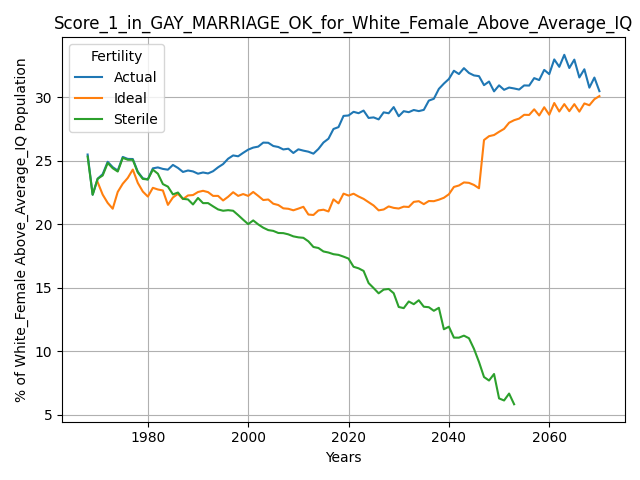 Score_1_in_GAY_MARRIAGE_OK_for_White_Female_Above_Average_IQ
% of White_Female Above_Average_IQ Population
Fertility
Actual
Ideal
Sterile
30
25
20
15
10
5
1980 2000 2020 2040 2060
Years